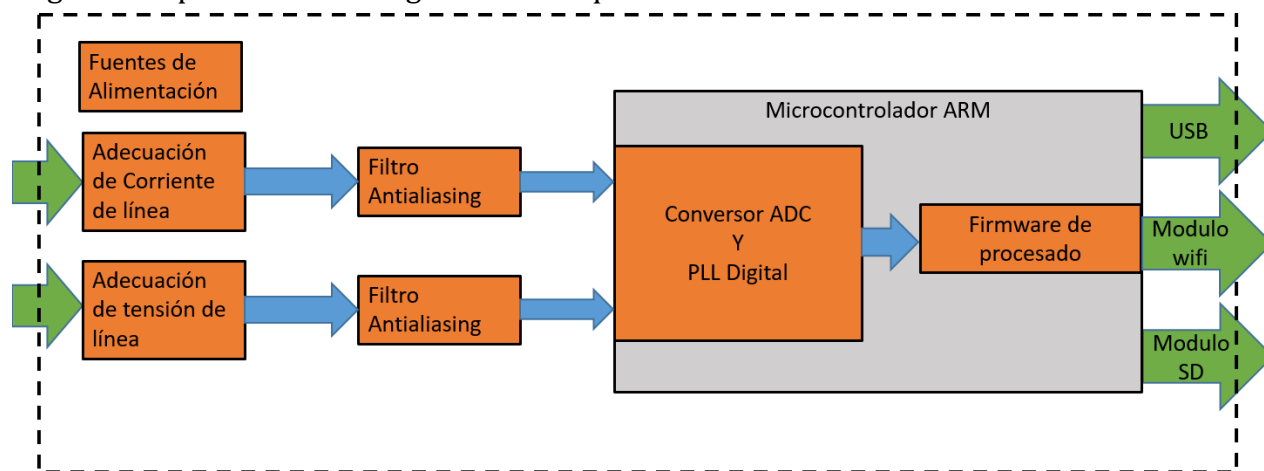 Fuentes de
Alimentación
Microcontrolador ARM
USB
Adecuación
de Corriente
de línea
Filtro
Antialiasing
Conversor ADC
Y
PLL Digital
Firmware de
procesado
Modulo
wifi
Adecuación
de tensión de
línea
Filtro
Antialiasing
Modulo
SD